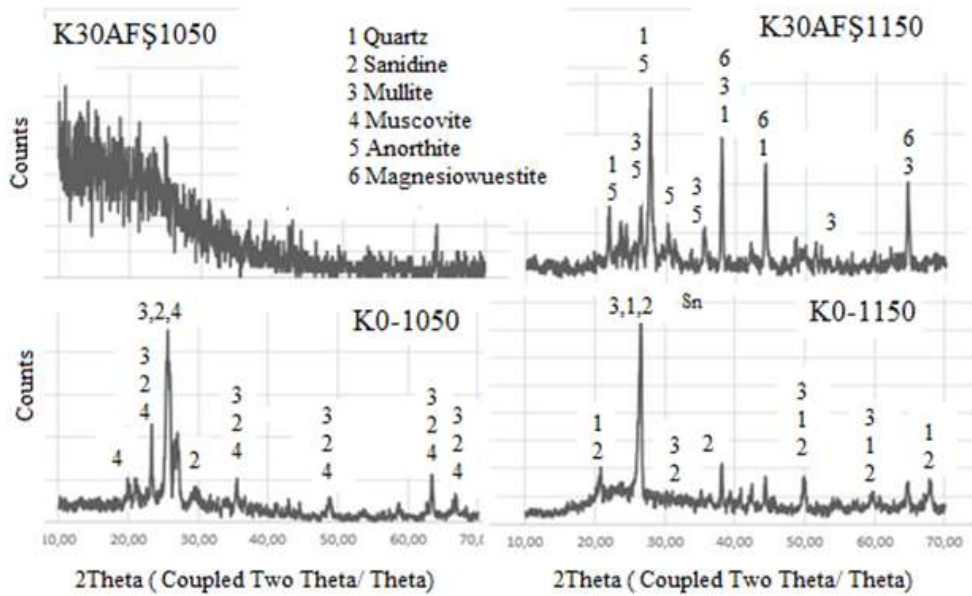 K30AFŞ1050
1 Quartz
2 Sanidine
3 Mullite
4 Muscovite
5 Anorthite
6 Magnesiowuestite
Counts
K30AFŞ1150
1
5
6
3
1
6
1
6
3
3
5
1
5
5
3
5
3
K0-1050
Counts
3,2,4
3
2
4
4
2
3
2
4
3
2
4
3
2
4
3
2
4
10,00 20,00 30,00 40,00 50,00 60,00 70,0
2Theta ( Coupled Two Theta/ Theta)
K0-1150
3,1,2
Sn
1
2
3
2
2
3
1
2
3
1
2
1
2
10,00 20,00 30,00 40,00 50,00 60,00 70,00
2Theta ( Coupled Two Theta/ Theta)